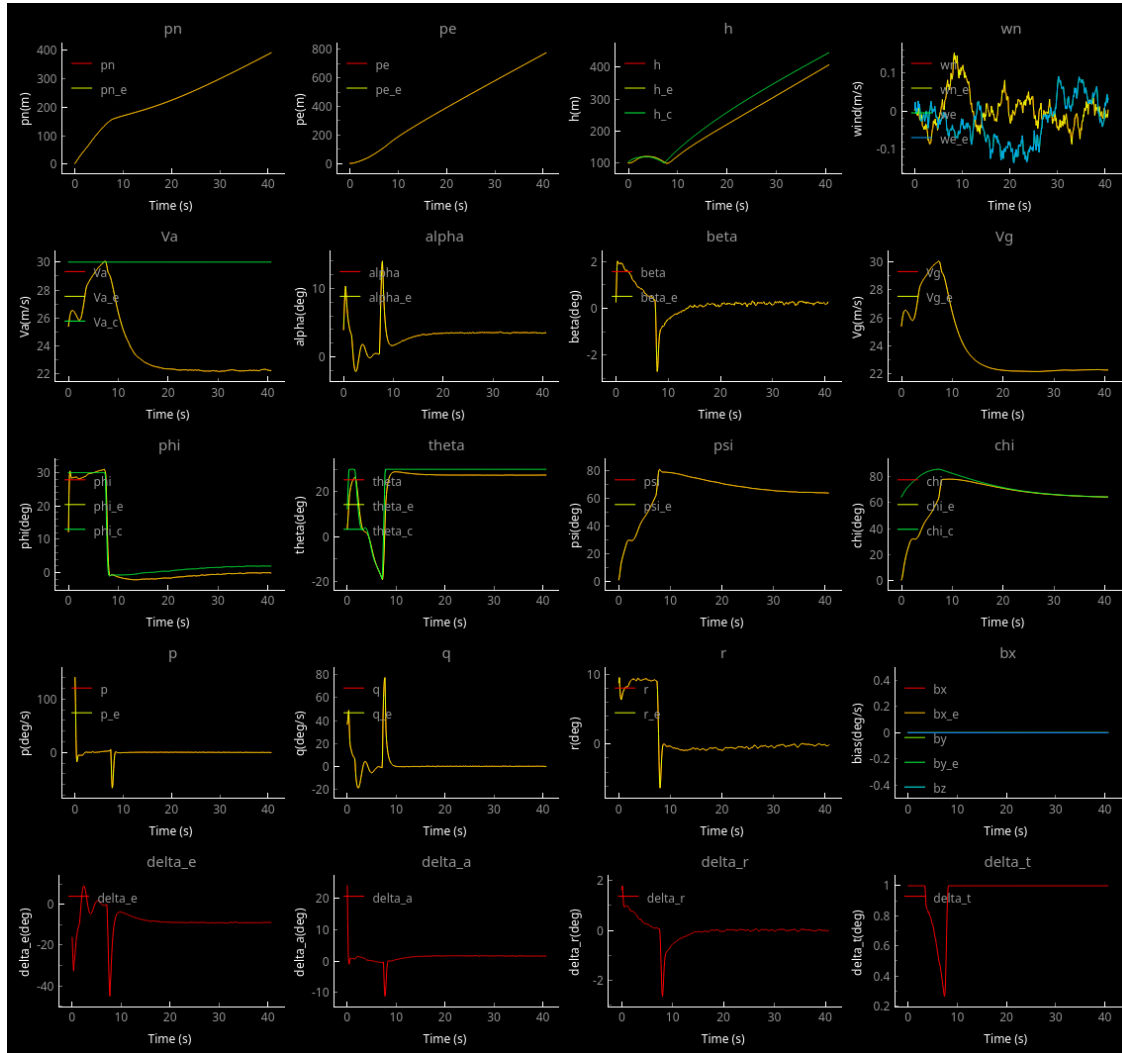 pn
pn(m)
400
300
200
100
0
pn
pn_e
0 10 20 30 40
Time (s)
pe
pe(m)
800
600
400
200
0
pe
pe_e
0 10 20 30 40
Time (s)
h
h(m)
400
300
200
100
h
h_e
h_c
0 10 20 30 40
Time (s)
wn
wind(m/s)
0.1
0
-0.1
wn
wn_e
we
we_e
0 10 20 30 40
Time (s)
Va
Va(m/s)
30
28
26
24
22
Va
Va_e
Va_c
0 10 20 30 40
Time (s)
alpha
alpha(deg)
10
0
alpha
alpha_e
0 10 20 30 40
Time (s)
beta
beta(deg)
2
0
-2
beta
beta_e
0 10 20 30 40
Time (s)
Vg
Vg(m/s)
30
28
26
24
22
Vg
Vg_e
0 10 20 30 40
Time (s)
phi
phi(deg)
30
20
10
0
phi
phi_e
phi_c
0 10 20 30 40
Time (s)
theta
theta(deg)
20
0
-20
theta
theta_e
theta_c
0 10 20 30 40
Time (s)
psi
psi(deg)
80
60
40
20
0
psi
psi_e
0 10 20 30 40
Time (s)
chi
chi(deg)
80
60
40
20
0
chi
chi_e
chi_c
0 10 20 30 40
Time (s)
p
p(deg/s)
100
0
p
p_e
0 10 20 30 40
Time (s)
q
q(deg/s)
80
60
40
20
0
-20
q
q_e
0 10 20 30 40
Time (s)
r
r(deg)
10
0
r
r_e
0 10 20 30 40
Time (s)
bx
bias(deg/s)
0.4
0.2
0
-0.2
-0.4
bx
bx_e
by
by_e
bz
0 10 20 30 40
Time (s)
delta_e
delta_e(deg)
0
-20
-40
delta_e
0 10 20 30 40
Time (s)
delta_a
delta_a(deg)
20
10
0
-10
delta_a
0 10 20 30 40
Time (s)
delta_r
delta_r(deg)
2
0
-2
delta_r
0 10 20 30 40
Time (s)
delta_t
delta_t(deg)
1
0.8
0.6
0.4
0.2
delta_t
0 10 20 30 40
Time (s)